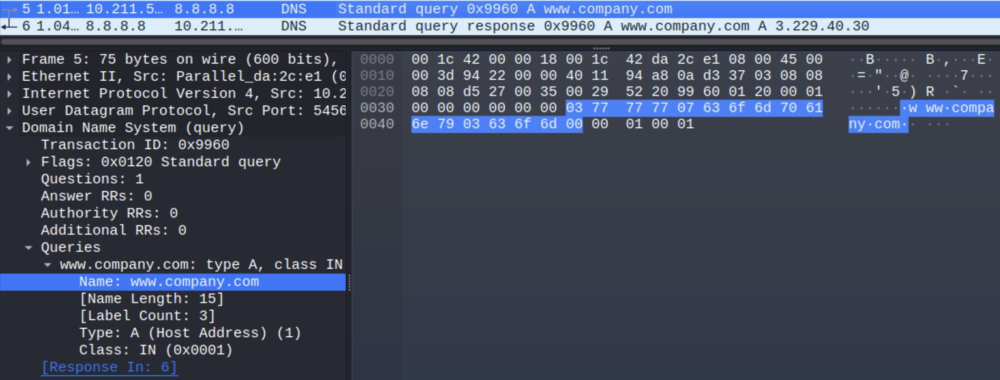 5 1.01… 10.211.5… 8.8.8.8 DNS Standard query 0x9960 A www.company.com
6 1.04… 8.8.8.8 10.211.… DNS Standard query response 0x9960 A www.company.com A 3.229.40.30
Frame 5: 75 bytes on wire (600 bits),
Ethernet II, Src: Parallel_da:2c:e1 (0
Internet Protocol Version 4, Src: 10.2
User Datagram Protocol, Src Port: 5456
Domain Name System (query)
Transaction ID: 0x9960
Flags: 0x0120 Standard query
Questions: 1
Answer RRs: 0
Authority RRs: 0
Additional RRs: 0
Queries
www.company.com: type A, class IN
Name: www.company.com
[Name Length: 15]
[Label Count: 3]
Type: A (Host Address) (1)
Class: IN (0x0001)
[Response In: 6]
0000 00 1c 42 00 00 18 00 1c 42 da 2c e1 08 00 45 00 ··B····· B·,···E·
0010 00 3d 94 22 00 00 40 11 94 a8 0a d3 37 03 08 08 ·=·"··@· ····7···
0020 08 08 d5 27 00 35 00 29 52 20 99 60 01 20 00 01 ···'·5·) R ·`· ··
0030 00 00 00 00 00 00 03 77 77 77 07 63 6f 6d 70 61 ·······w ww·compa
0040 6e 79 03 63 6f 6d 00 00 01 00 01 ny·com·· ···